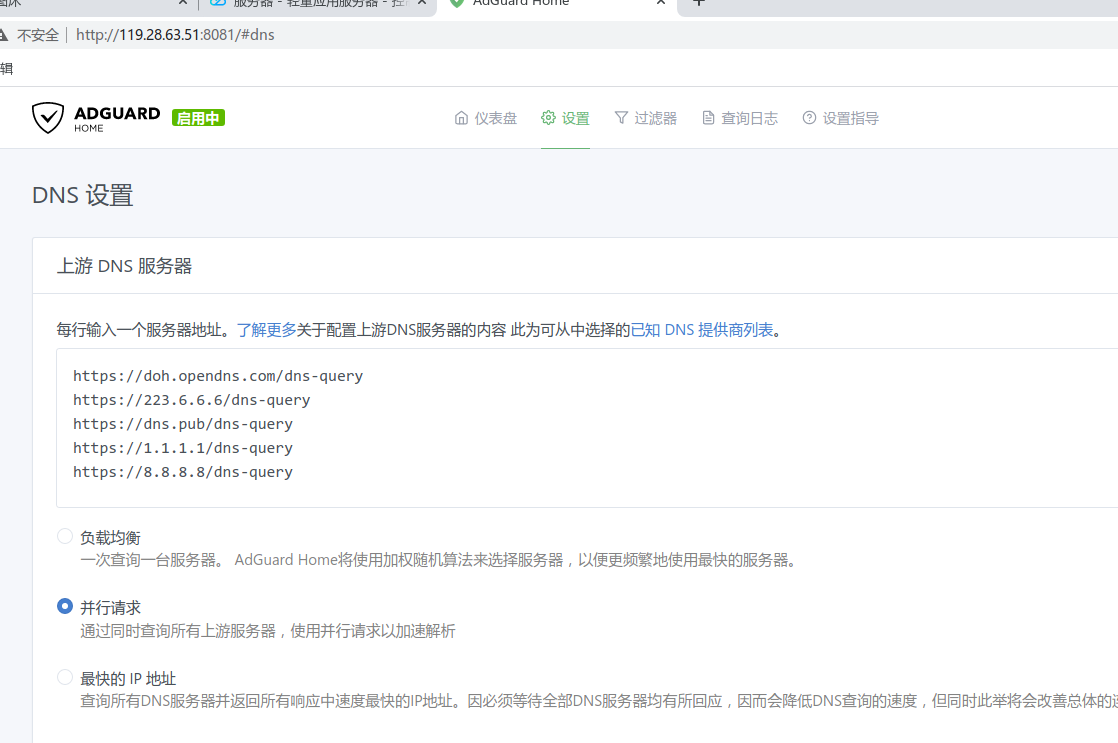 服务器 - 轻量应用服务器 - 控
AdGuard Home
不安全 http://119.28.63.51:8081/#dns
辑
ADGUARD
HOME
启用中
仪表盘 设置 过滤器 查询日志 设置指导
DNS 设置
上游 DNS 服务器
每行输入一个服务器地址。了解更多关于配置上游DNS服务器的内容 此为可从中选择的已知 DNS 提供商列表。
https://doh.opendns.com/dns-query
https://223.6.6.6/dns-query
https://dns.pub/dns-query
https://1.1.1.1/dns-query
https://8.8.8.8/dns-query
负载均衡
一次查询一台服务器。 AdGuard Home将使用加权随机算法来选择服务器，以便更频繁地使用最快的服务器。
并行请求
通过同时查询所有上游服务器，使用并行请求以加速解析
最快的 IP 地址
查询所有DNS服务器并返回所有响应中速度最快的IP地址。因必须等待全部DNS服务器均有所回应，因而会降低DNS查询的速度，但同时此举将会改善总体的